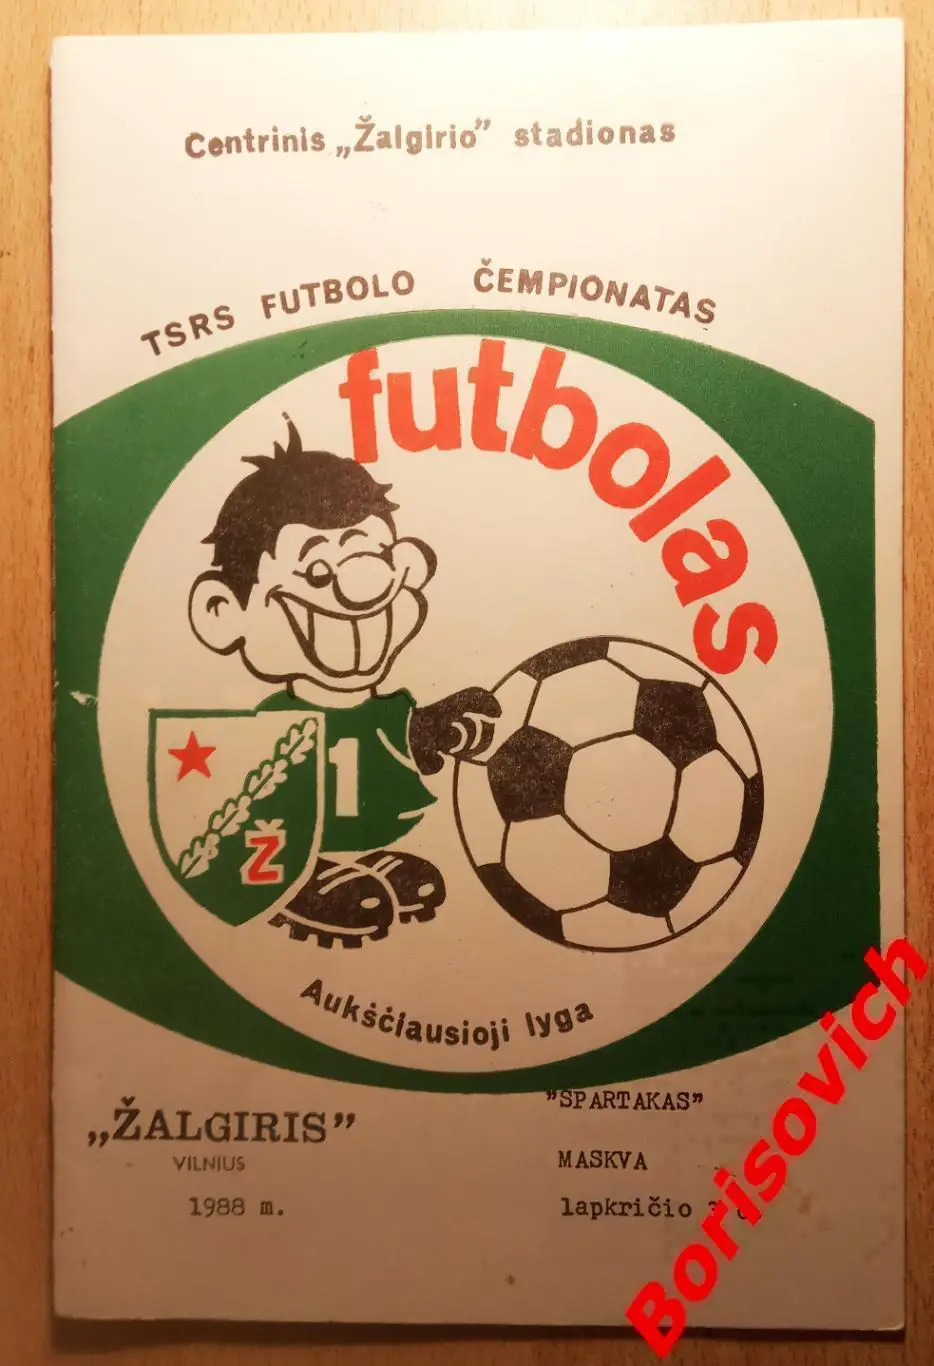 Centrinis „Žalgirio” stadionas
TSRS FUTBOLO ČEMPIONATAS
futbolas
1
Ž
Aukščiausioji lyga
„ŽALGIRIS”
VILNIUS
1988 m.
"SPARTAKAS"
MASKVA
lapkričio
Borisovich